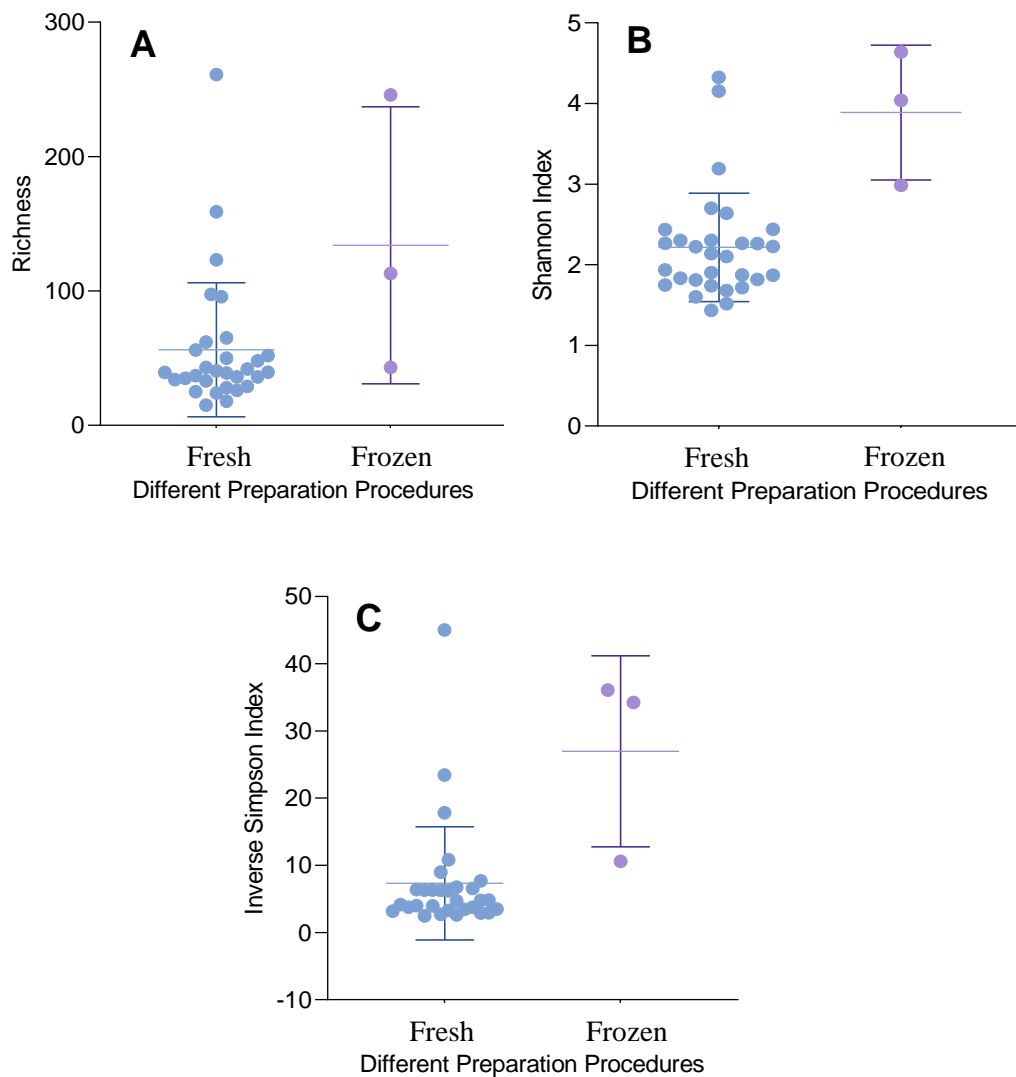 A
300
200
100
0
Richness
Fresh Frozen
Different Preparation Procedures
B
5
4
3
2
1
0
Shannon Index
Fresh Frozen
Different Preparation Procedures
C
50
40
30
20
10
0
-10
Inverse Simpson Index
Fresh Frozen
Different Preparation Procedures